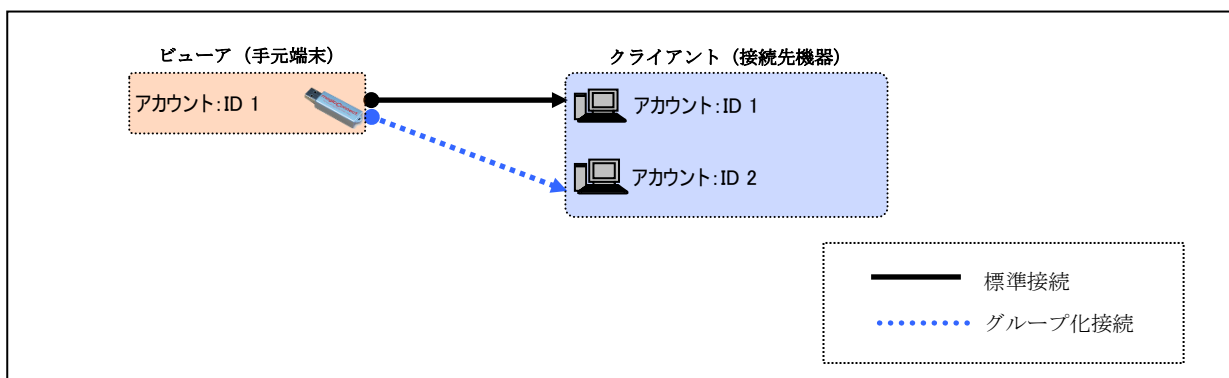 ビューア（手元端末）
クライアント（接続先機器）
アカウント:ID 1
アカウント:ID 1
アカウント:ID 2
標準接続
グループ化接続